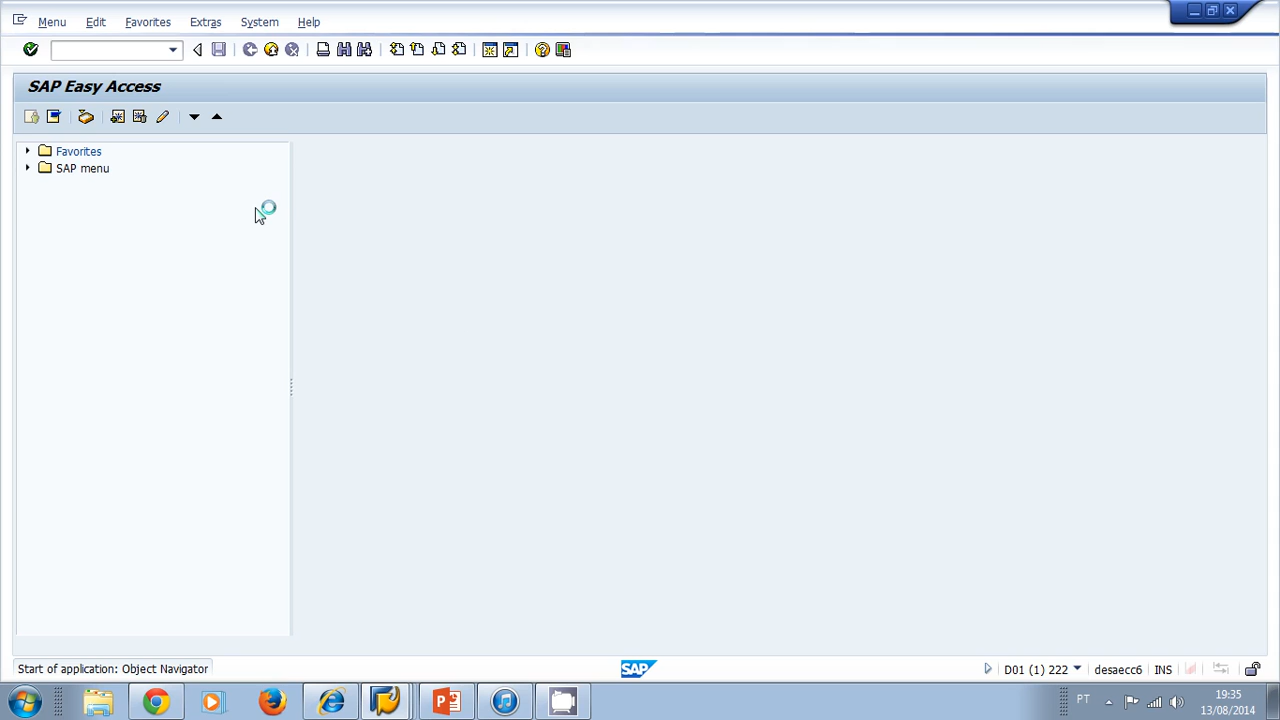 Menu Edit Favorites Extras System Help
SAP Easy Access
Favorites
SAP menu
Start of application: Object Navigator
SAP
D01 (1) 222
desaecc6
INS
PT
19:35
13/08/2014